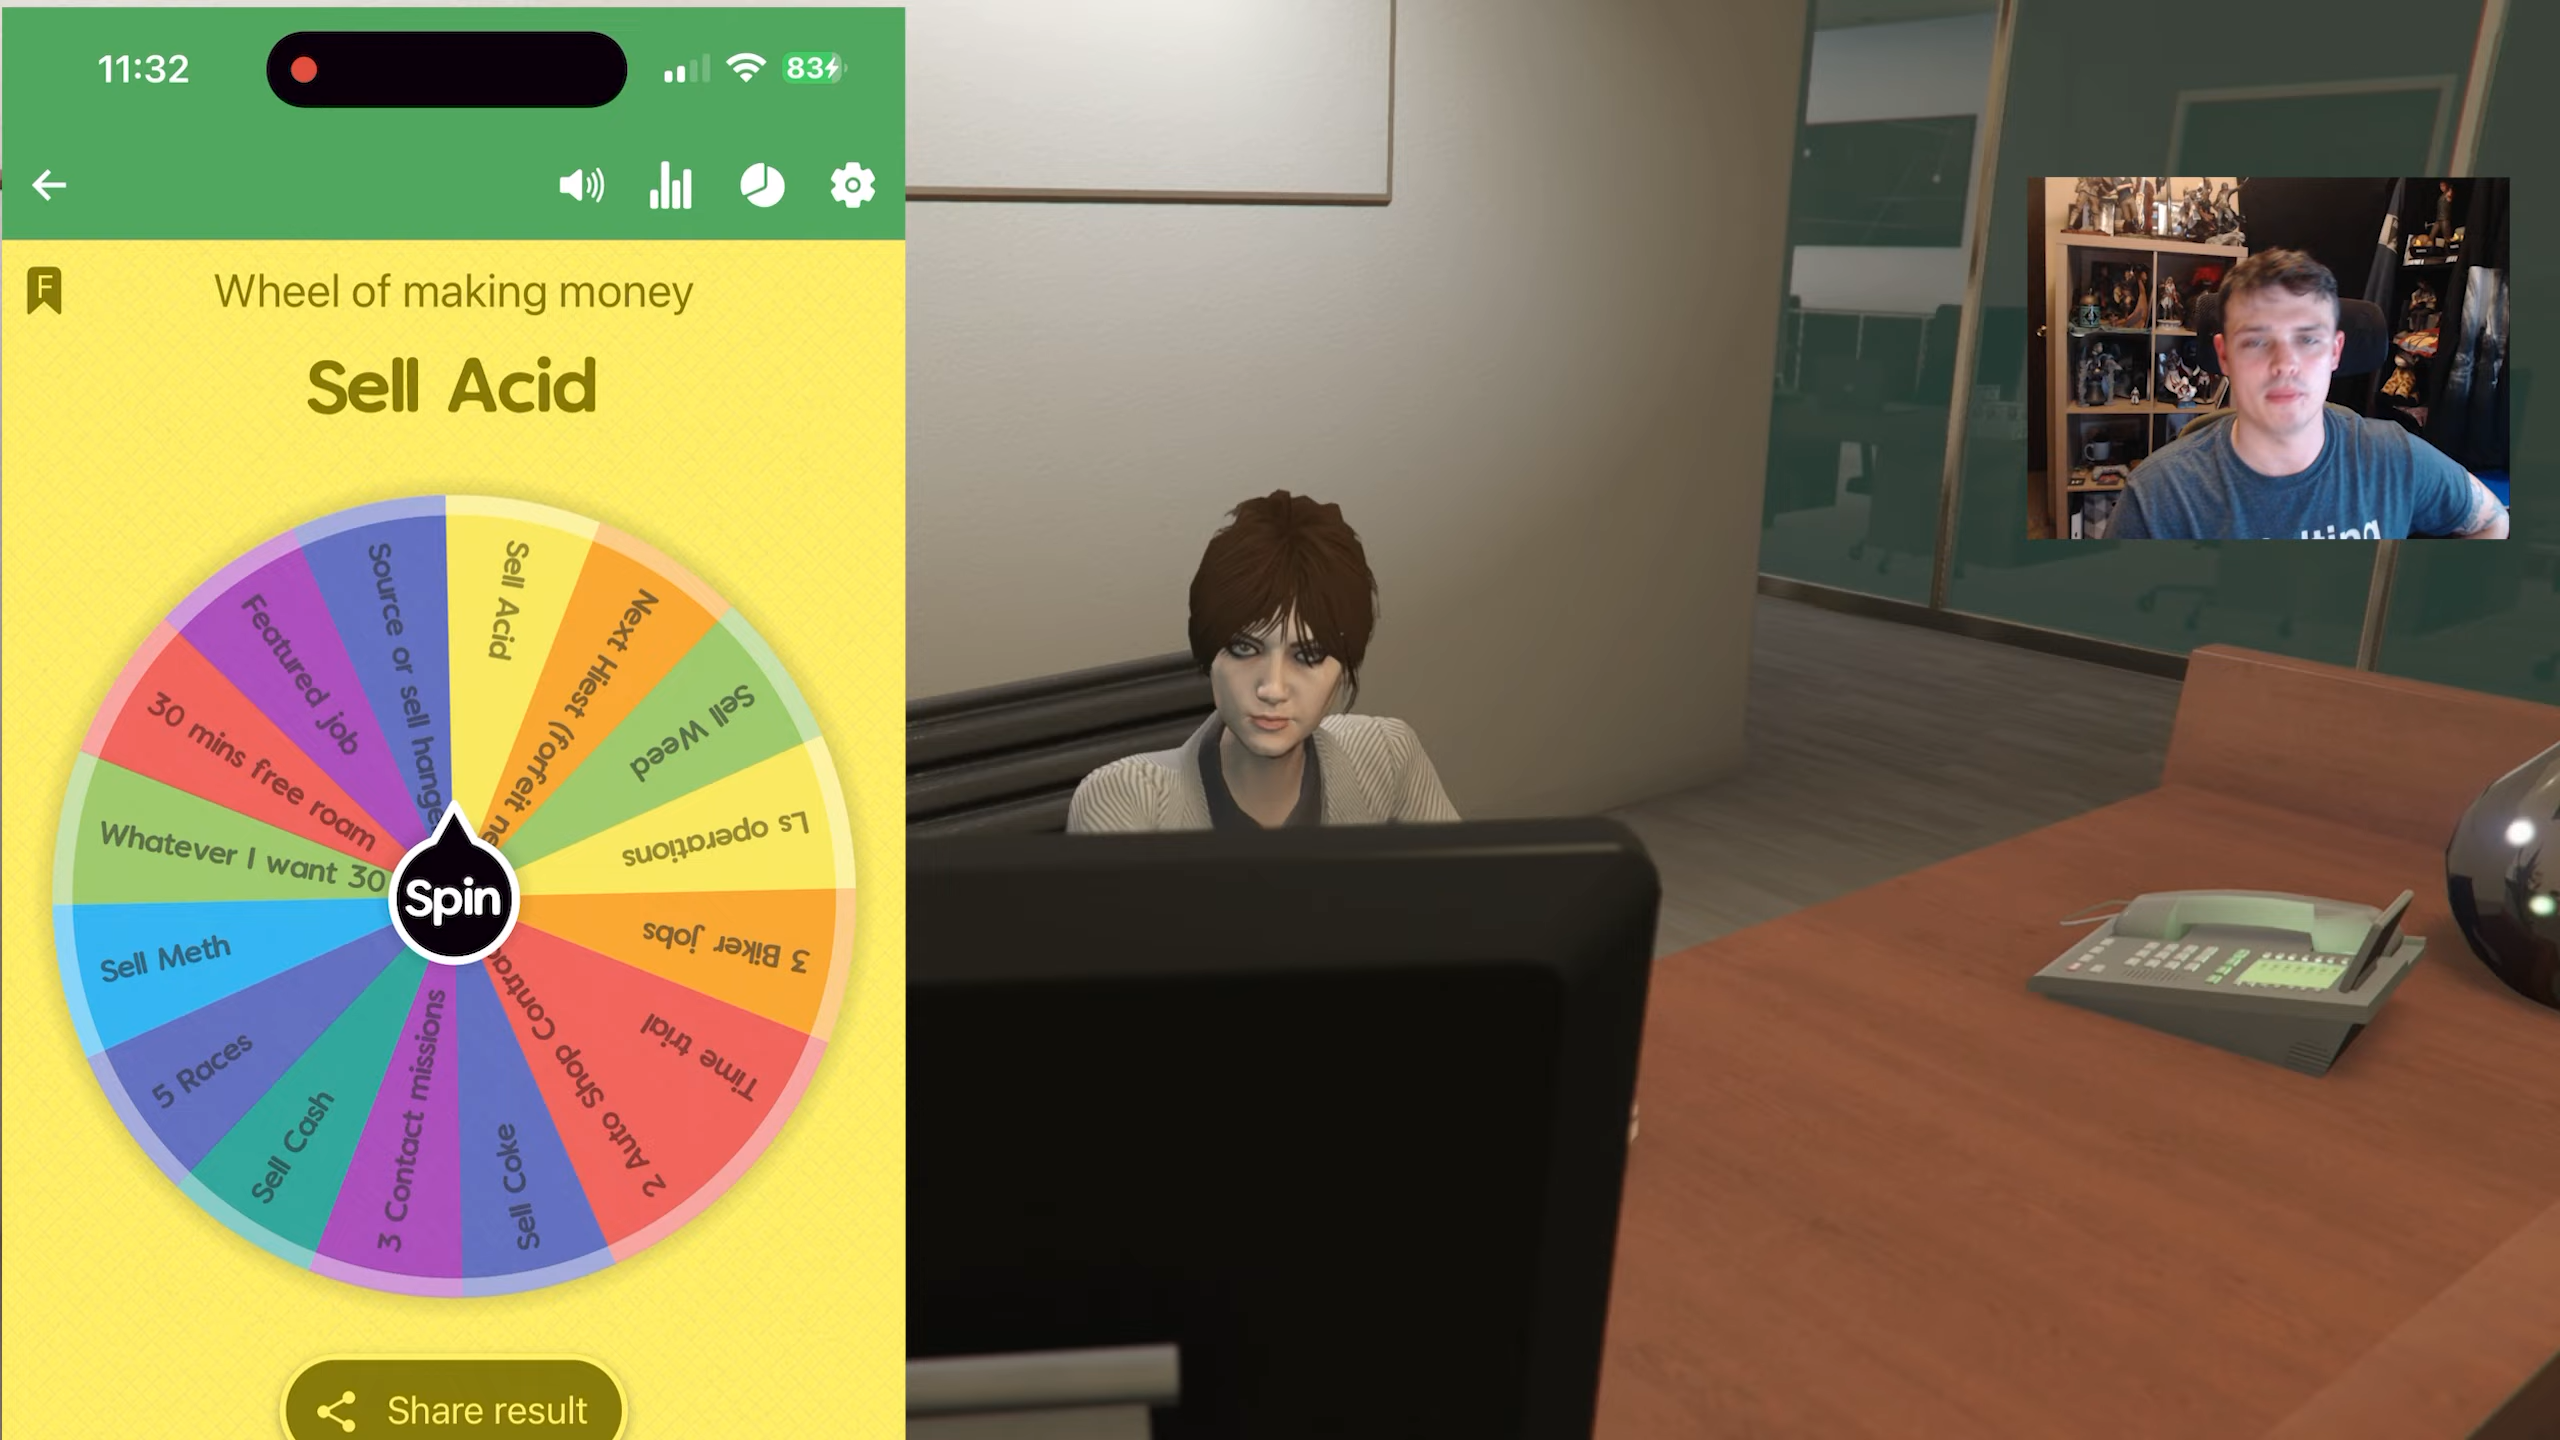 11:32
83
F
Wheel of making money
Sell Acid
Sell Acid
Next Hiest (forfeit ne
Sell Weed
Ls operations
3 Biker jobs
Time trial
2 Auto Shop Contra
Sell Coke
3 Contact missions
Sell Cash
5 Races
Sell Meth
Whatever I want 30
30 mins free roam
Featured job
Source or sell hange
Spin
Share result